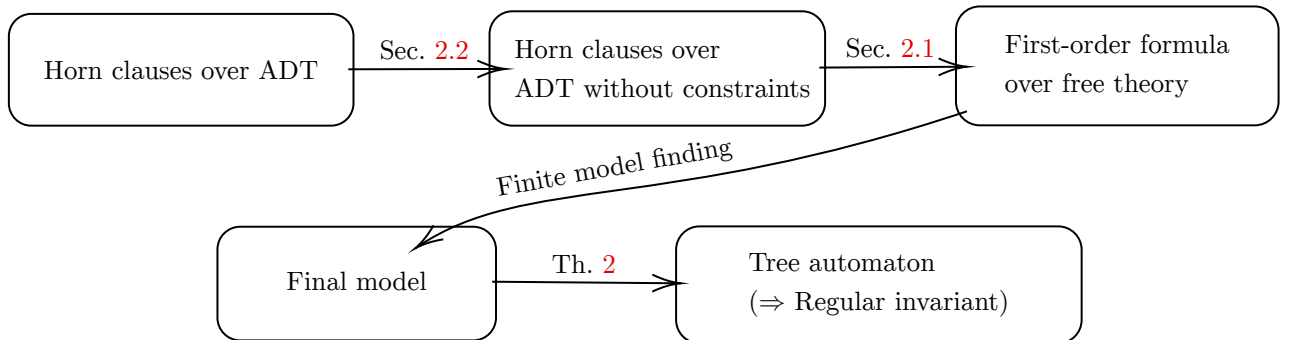 Horn clauses over ADT
Sec. 2.2
Horn clauses over
ADT without constraints
Sec. 2.1
First-order formula
over free theory
Finite model finding
Final model
Th. 2
Tree automaton
(⇒ Regular invariant)